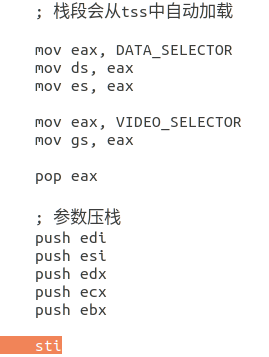 ; 栈段会从tss中自动加载
mov eax, DATA_SELECTOR
mov ds, eax
mov es, eax
mov eax, VIDEO_SELECTOR
mov gs, eax
pop eax
; 参数压栈
push edi
push esi
push edx
push ecx
push ebx
sti